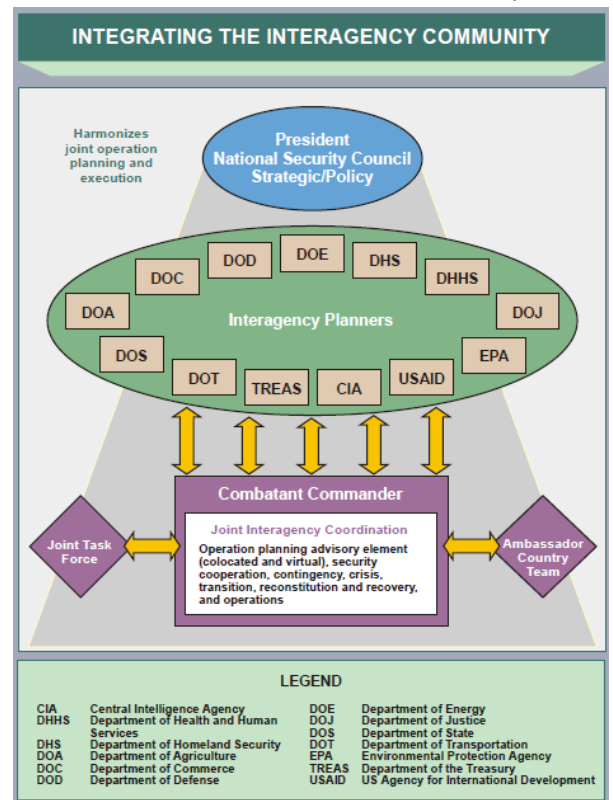 INTEGRATING THE INTERAGENCY COMMUNITY
Harmonizes
joint operation
planning and
execution
President
National Security Council
Strategic/Policy
DOE
DOD
DHS
DOC
DHHS
DOA
DOJ
Interagency Planners
DOS
EPA
DOT
TREAS
CIA
USAID
Combatant Commander
Joint Interagency Coordination
Operation planning advisory element
(colocated and virtual), security
cooperation, contingency, crisis,
transition, reconstitution and recovery,
and operations
Joint Task
Force
Ambassador
Country
Team
LEGEND
CIA Central Intelligence Agency
DHHS Department of Health and Human
Services
DHS Department of Homeland Security
DOA Department of Agriculture
DOC Department of Commerce
DOD Department of Defense
DOE Department of Energy
DOJ Department of Justice
DOS Department of State
DOT Department of Transportation
EPA Environmental Protection Agency
TREAS Department of the Treasury
USAID US Agency for International Development